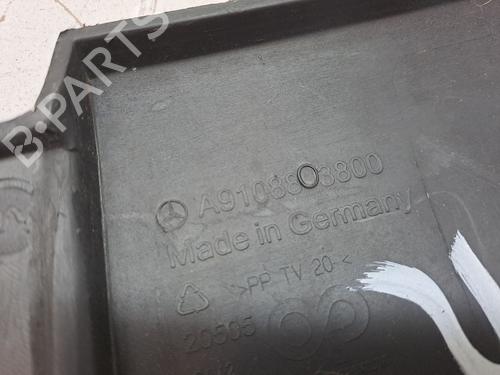 B-PARTS
A9108803800
Made in Germany
>PP TV 20<
20505